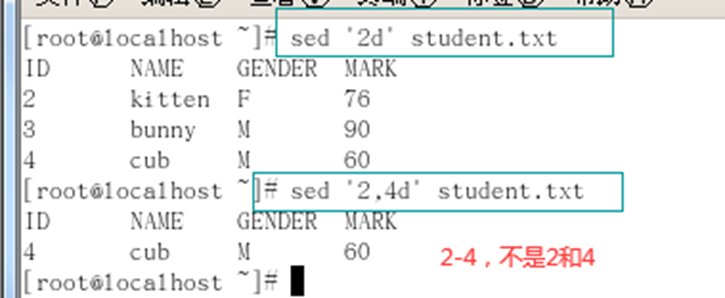 [root@localhost ~]# sed '2d' student.txt
ID NAME GENDER MARK
2 kitten F 76
3 bunny M 90
4 cub M 60
[root@localhost ~]# sed '2,4d' student.txt
ID NAME GENDER MARK
4 cub M 60
2-4，不是2和4
[root@localhost ~]#